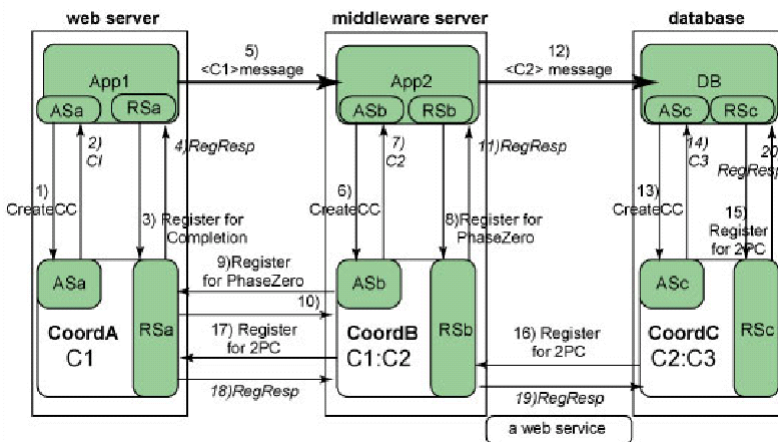 web server
middleware server
database
5)
<C1>message
12)
<C2> message
App1
App2
DB
ASa
RSa
ASb
RSb
ASc
RSc
2)
C1
4)RegResp
7)
C2
11)RegResp
14)
C3
20)
RegResp
1)
CreateCC
3) Register for
Completion
6)
CreateCC
8)Register for
PhaseZero
13)
CreateCC
15)
Register
for 2PC
9)Register
for PhaseZero
10)
ASa
RSa
CoordA
C1
ASb
RSb
CoordB
C1:C2
ASc
RSc
CoordC
C2:C3
17) Register
for 2PC
16) Register
for 2PC
18)RegResp
19)RegResp
a web service